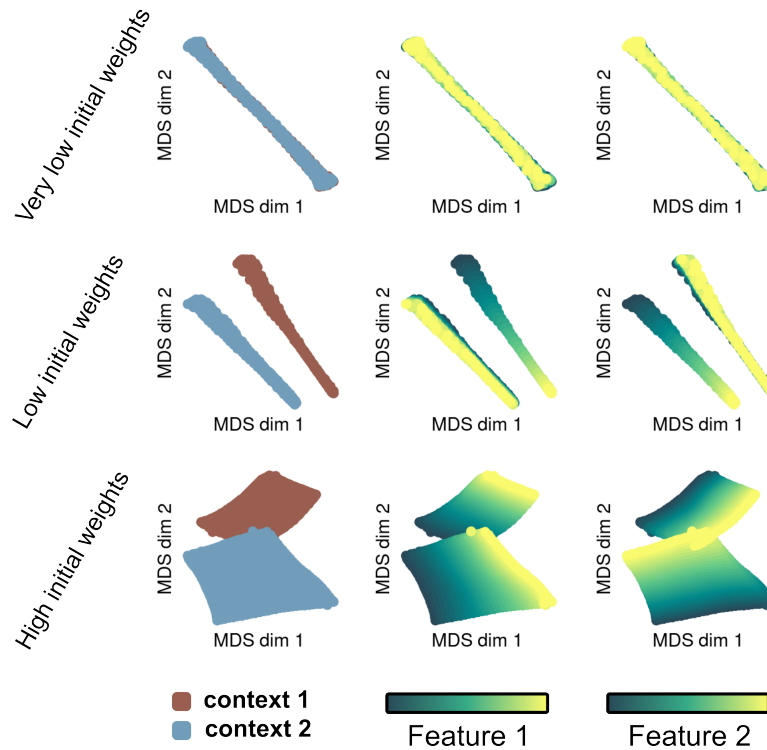 Very low initial weights
MDS dim 2
MDS dim 2
MDS dim 2
MDS dim 1
MDS dim 1
MDS dim 1
Low initial weights
MDS dim 2
MDS dim 2
MDS dim 2
MDS dim 1
MDS dim 1
MDS dim 1
High initial weights
MDS dim 2
MDS dim 2
MDS dim 2
MDS dim 1
MDS dim 1
MDS dim 1
context 1
context 2
Feature 1
Feature 2